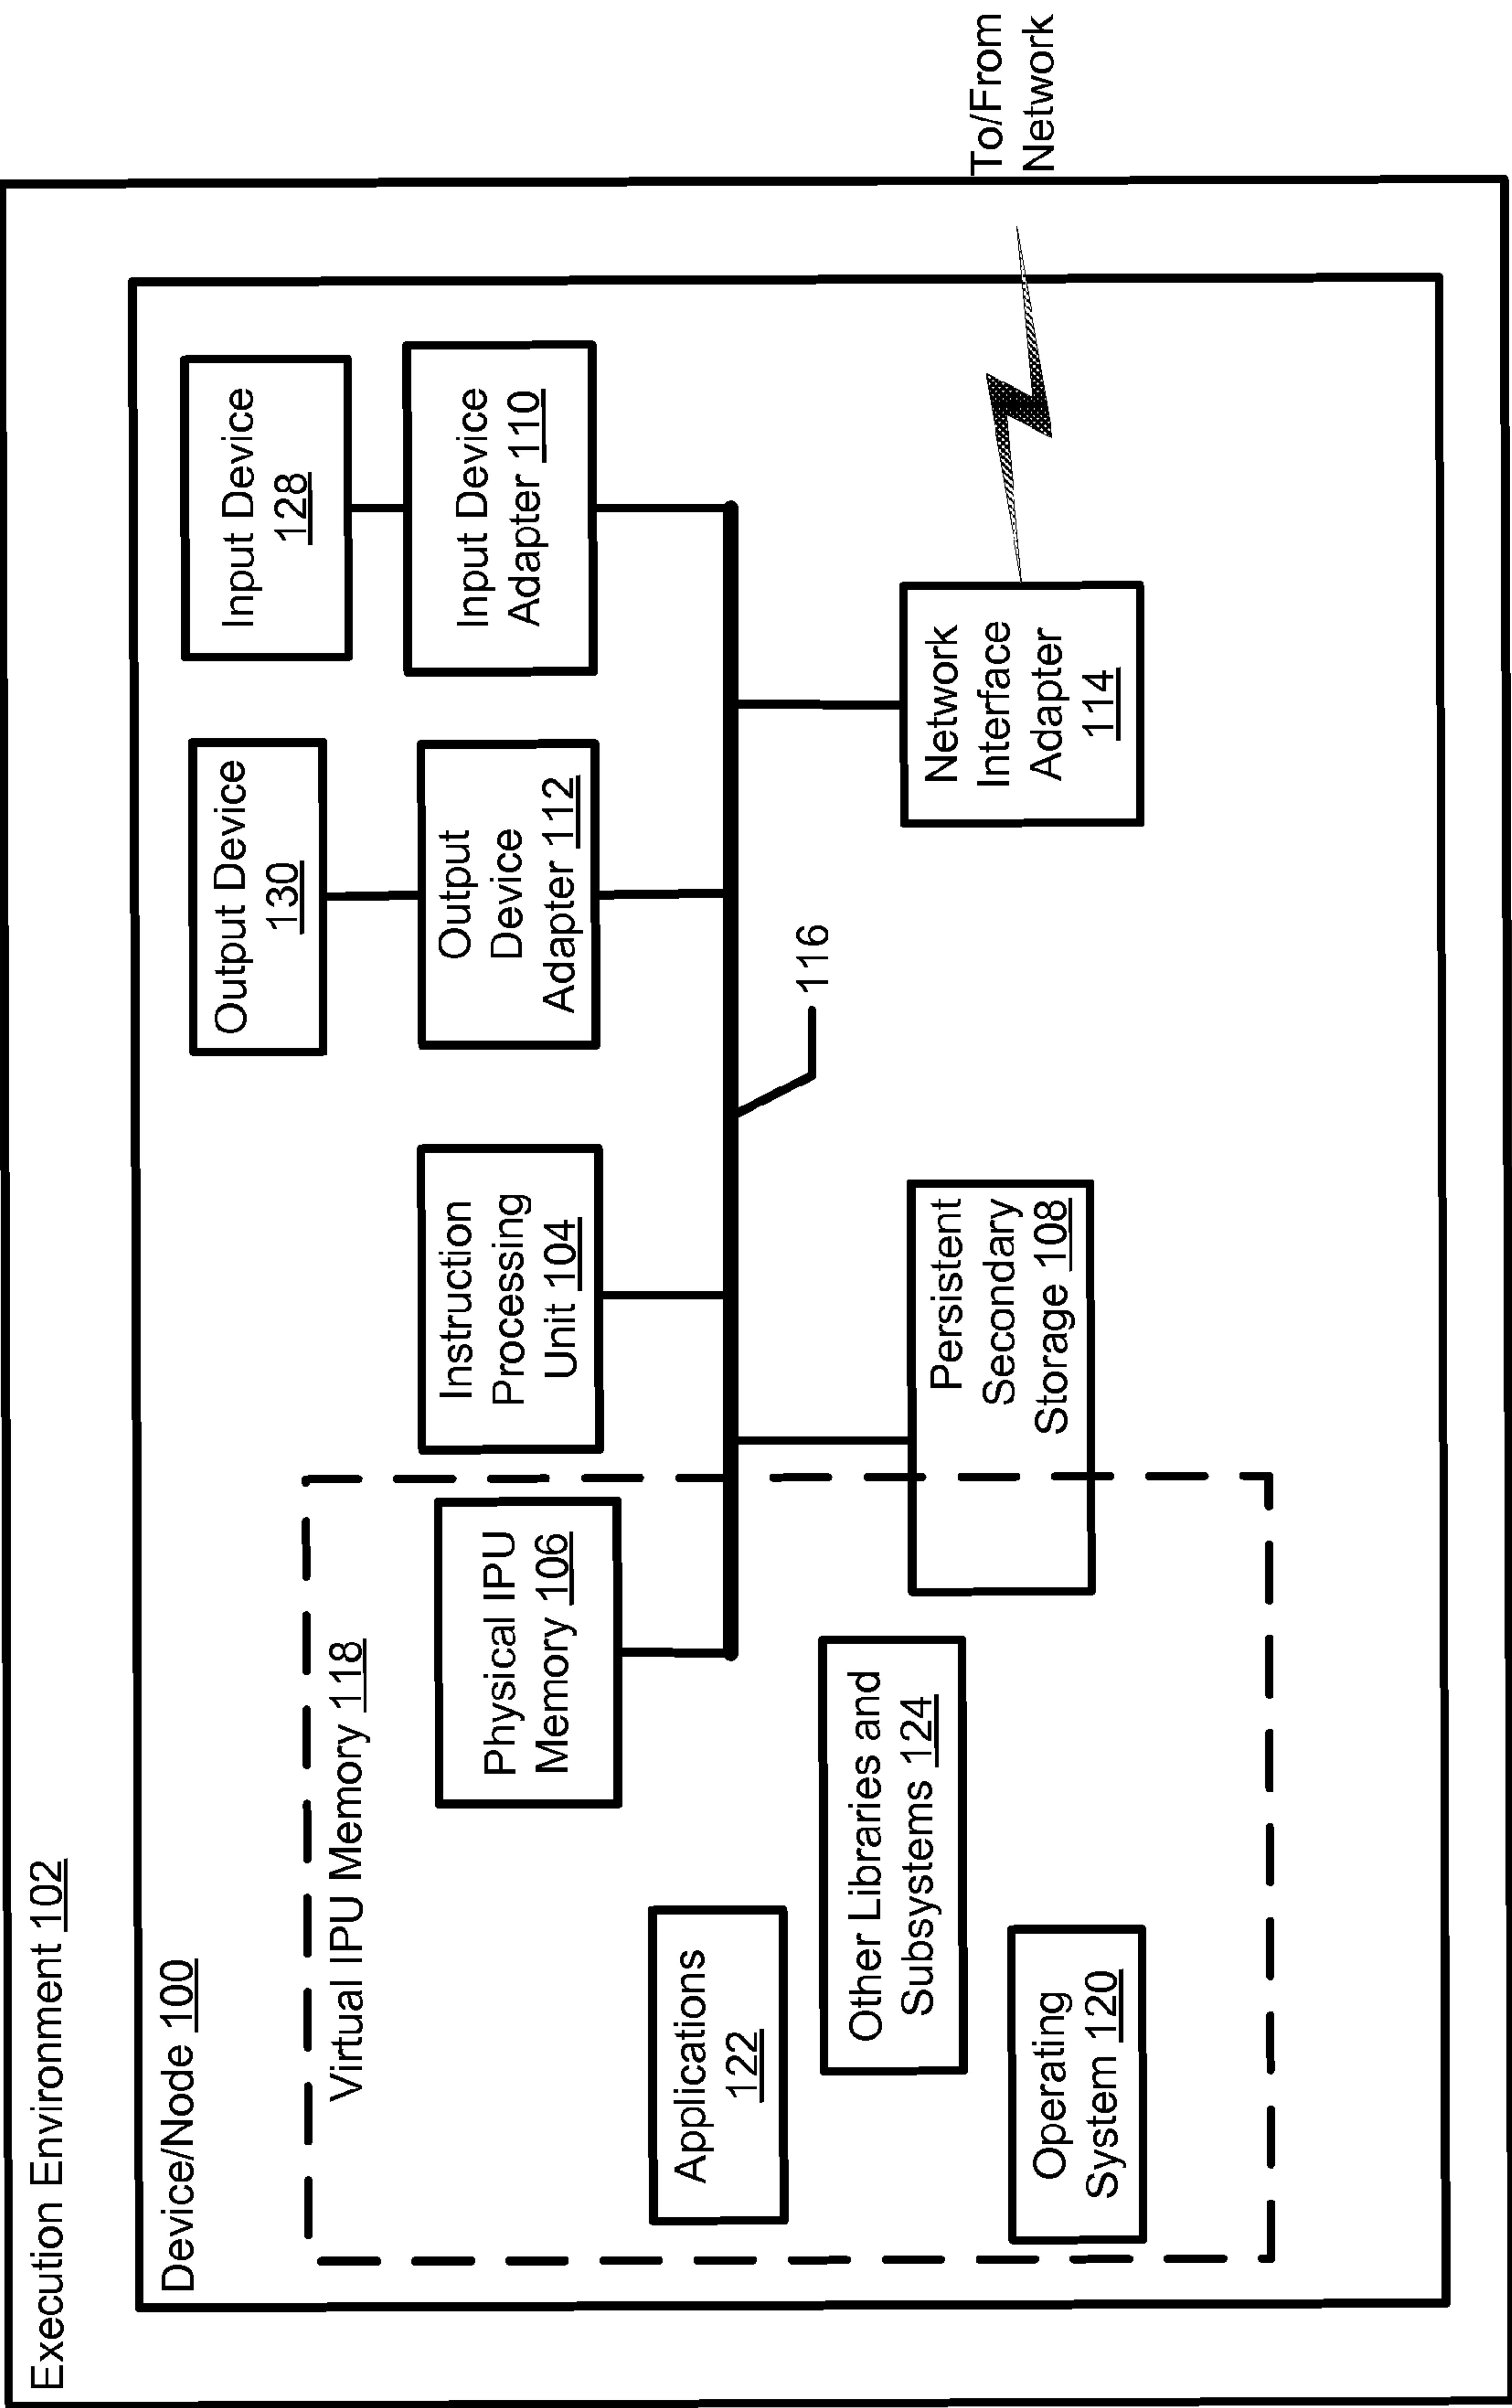 Execution Environment 102
Device/Node 100
Virtual IPU Memory 118
Physical IPU
Memory 106
Instruction
Processing
Unit 104
Output Device
130
Output
Device
Adapter 112
Input Device
128
Input Device
Adapter 110
116
Applications
122
Other Libraries and
Subsystems 124
Operating
System 120
Persistent
Secondary
Storage 108
Network
Interface
Adapter
114
To/From
Network